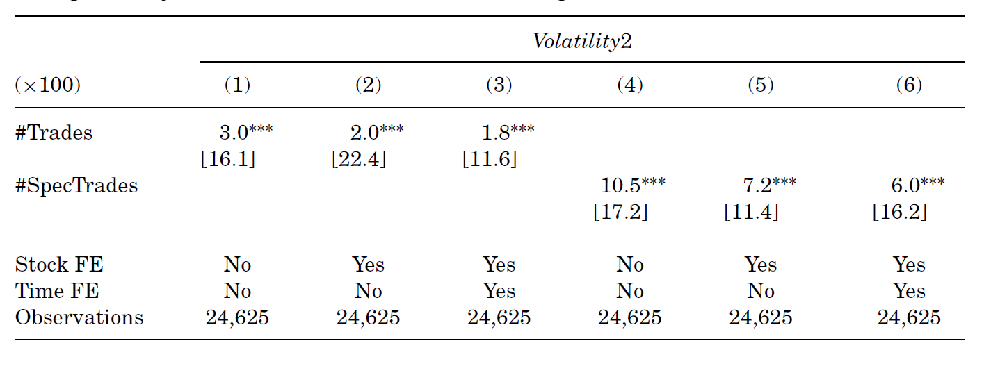 Volatility2
(×100) (1) (2) (3) (4) (5) (6)
#Trades 3.0*** 2.0*** 1.8***
[16.1] [22.4] [11.6]
#SpecTrades 10.5*** 7.2*** 6.0***
[17.2] [11.4] [16.2]
Stock FE No Yes Yes No Yes Yes
Time FE No No Yes No No Yes
Observations 24,625 24,625 24,625 24,625 24,625 24,625